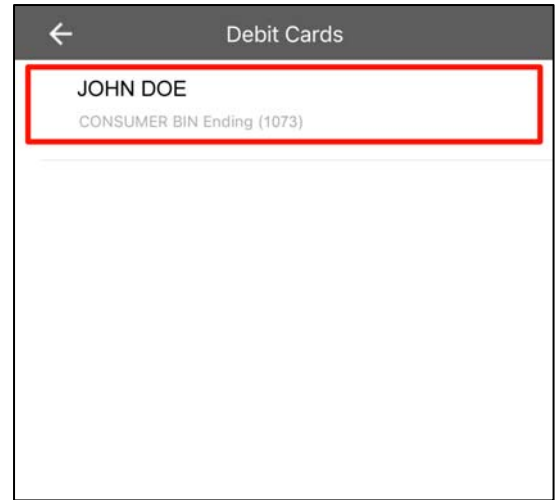 Debit Cards
JOHN DOE
CONSUMER BIN Ending (1073)